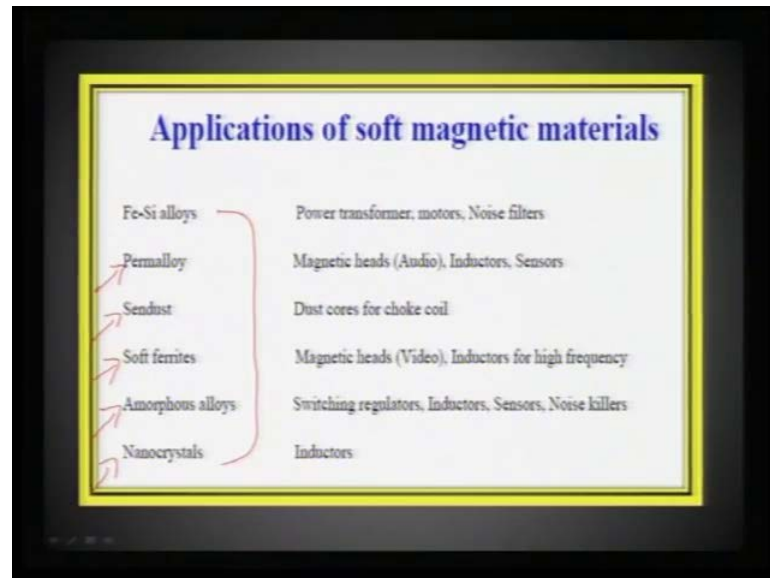 Applications of soft magnetic materials
Fe-Si alloys Power transformer, motors, Noise filters
Permalloy Magnetic heads (Audio), Inductors, Sensors
Sendust Dust cores for choke coil
Soft ferrites Magnetic heads (Video), Inductors for high frequency
Amorphous alloys Switching regulators, Inductors, Sensors, Noise killers
Nanocrystals Inductors